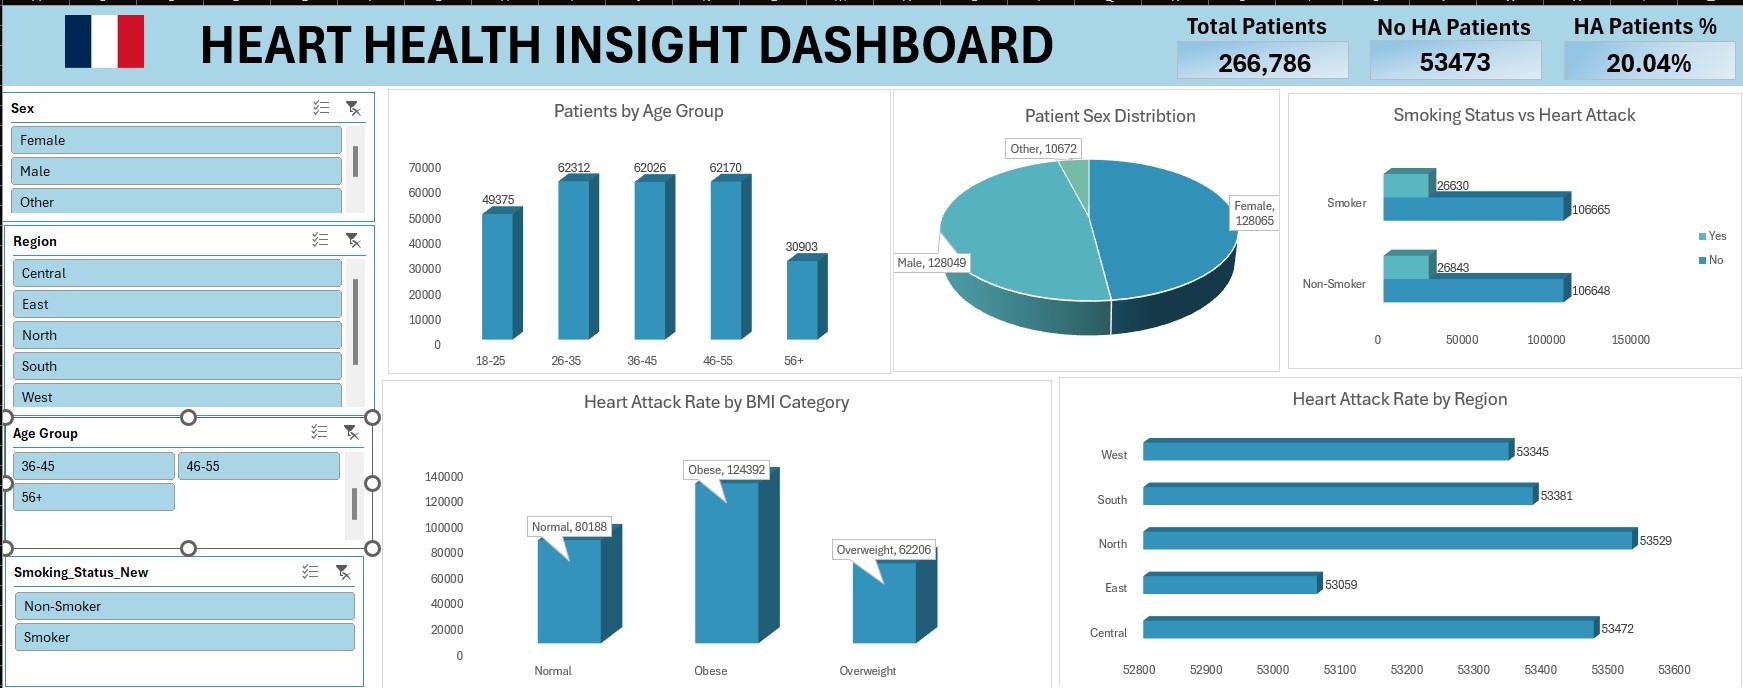 HEART HEALTH INSIGHT DASHBOARD
Total Patients
266,786
No HA Patients
53473
HA Patients %
20.04%
Sex
Female
Male
Other
Region
Central
East
North
South
West
Age Group
36-45 46-55
56+
Smoking_Status_New
Non-Smoker
Smoker
Patients by Age Group
70000
60000
50000
40000
30000
20000
10000
0
49375
62312
62026
62170
30903
18-25 26-35 36-45 46-55 56+
Patient Sex Distribtion
Other, 10672
Female,
128065
Male, 128049
Smoking Status vs Heart Attack
Smoker
26630
106665
Non-Smoker
26843
106648
0 50000 100000 150000
Yes
No
Heart Attack Rate by BMI Category
140000
120000
100000
80000
60000
40000
20000
0
Normal, 80188
Obese, 124392
Overweight, 62206
Normal Obese Overweight
Heart Attack Rate by Region
West 53345
South 53381
North 53529
East 53059
Central 53472
52800 52900 53000 53100 53200 53300 53400 53500 53600